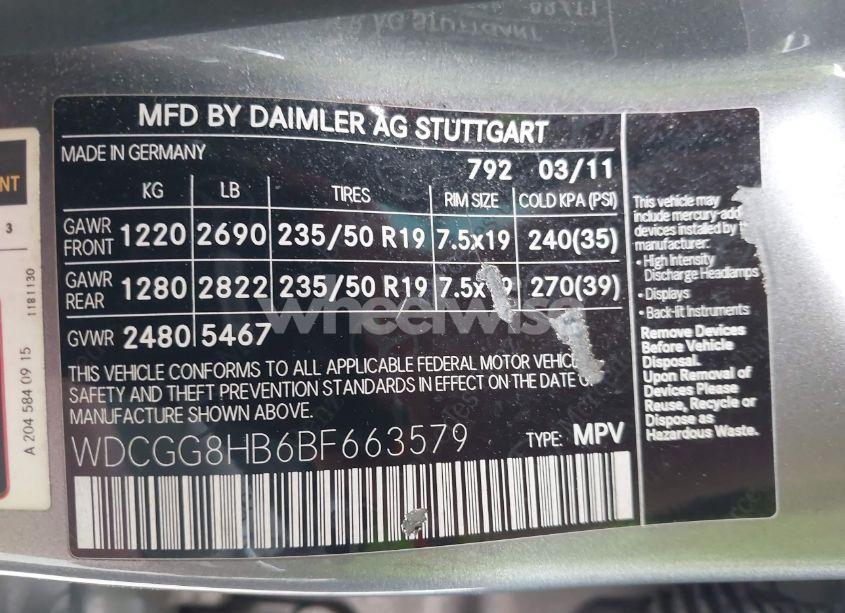 MFD BY DAIMLER AG STUTTGART
MADE IN GERMANY 792 03/11
KG LB TIRES RIM SIZE COLD KPA (PSI)
GAWR FRONT 1220 2690 235/50 R19 7.5x19 240(35)
GAWR REAR 1280 2822 235/50 R19 7.5x19 270(39)
GVWR 2480 5467
THIS VEHICLE CONFORMS TO ALL APPLICABLE FEDERAL MOTOR VEHICLE
SAFETY AND THEFT PREVENTION STANDARDS IN EFFECT ON THE DATE OF
MANUFACTURE SHOWN ABOVE.
WDCGG8HB6BF663579 TYPE: MPV
This vehicle may
include mercury-add
devices installed by
manufacturer:
• High Intensity
Discharge Headlamps
• Displays
• Back-lit Instruments
Remove Devices
Before Vehicle
Disposal.
Upon Removal of
Devices Please
Reuse, Recycle or
Dispose as
Hazardous Waste.
A 204 584 09 15
1181130
3
wheelwise